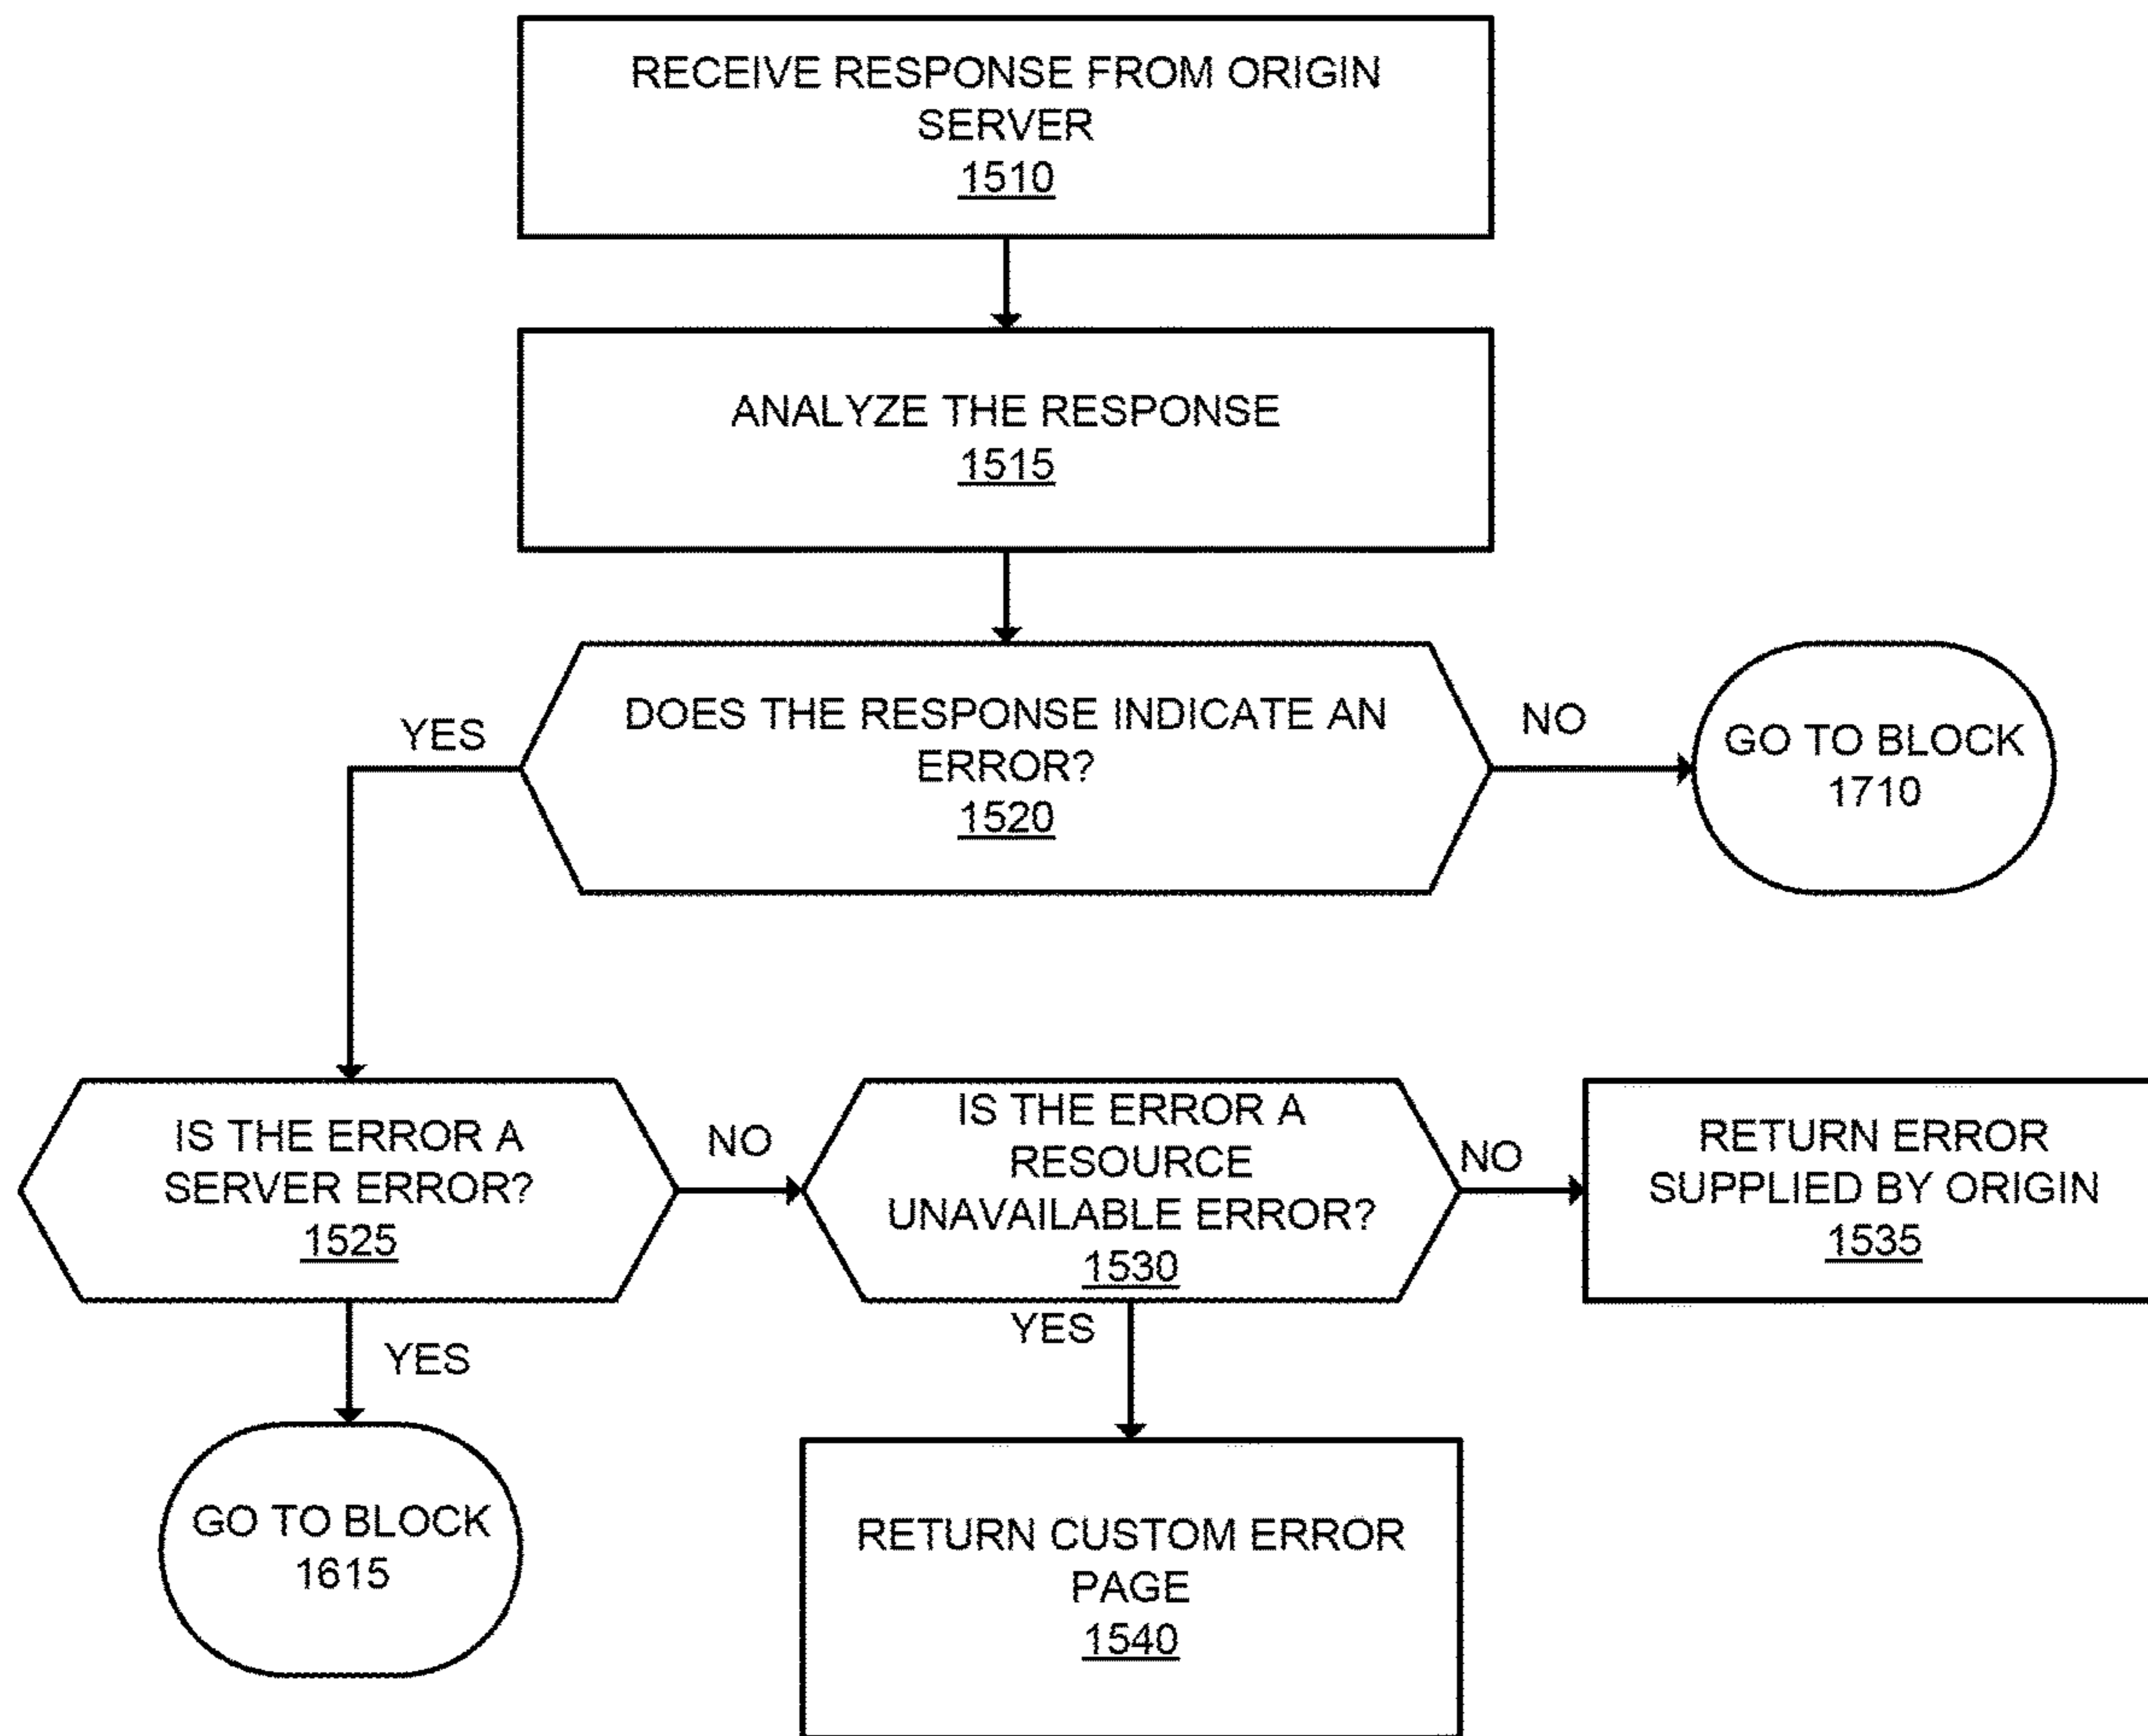 RECEIVE RESPONSE FROM ORIGIN
SERVER
1510
ANALYZE THE RESPONSE
1515
DOES THE RESPONSE INDICATE AN
ERROR?
1520
YES
NO
GO TO BLOCK
1710
IS THE ERROR A
SERVER ERROR?
1525
NO
IS THE ERROR A
RESOURCE
UNAVAILABLE ERROR?
1530
NO
RETURN ERROR
SUPPLIED BY ORIGIN
1535
YES
GO TO BLOCK
1615
YES
RETURN CUSTOM ERROR
PAGE
1540